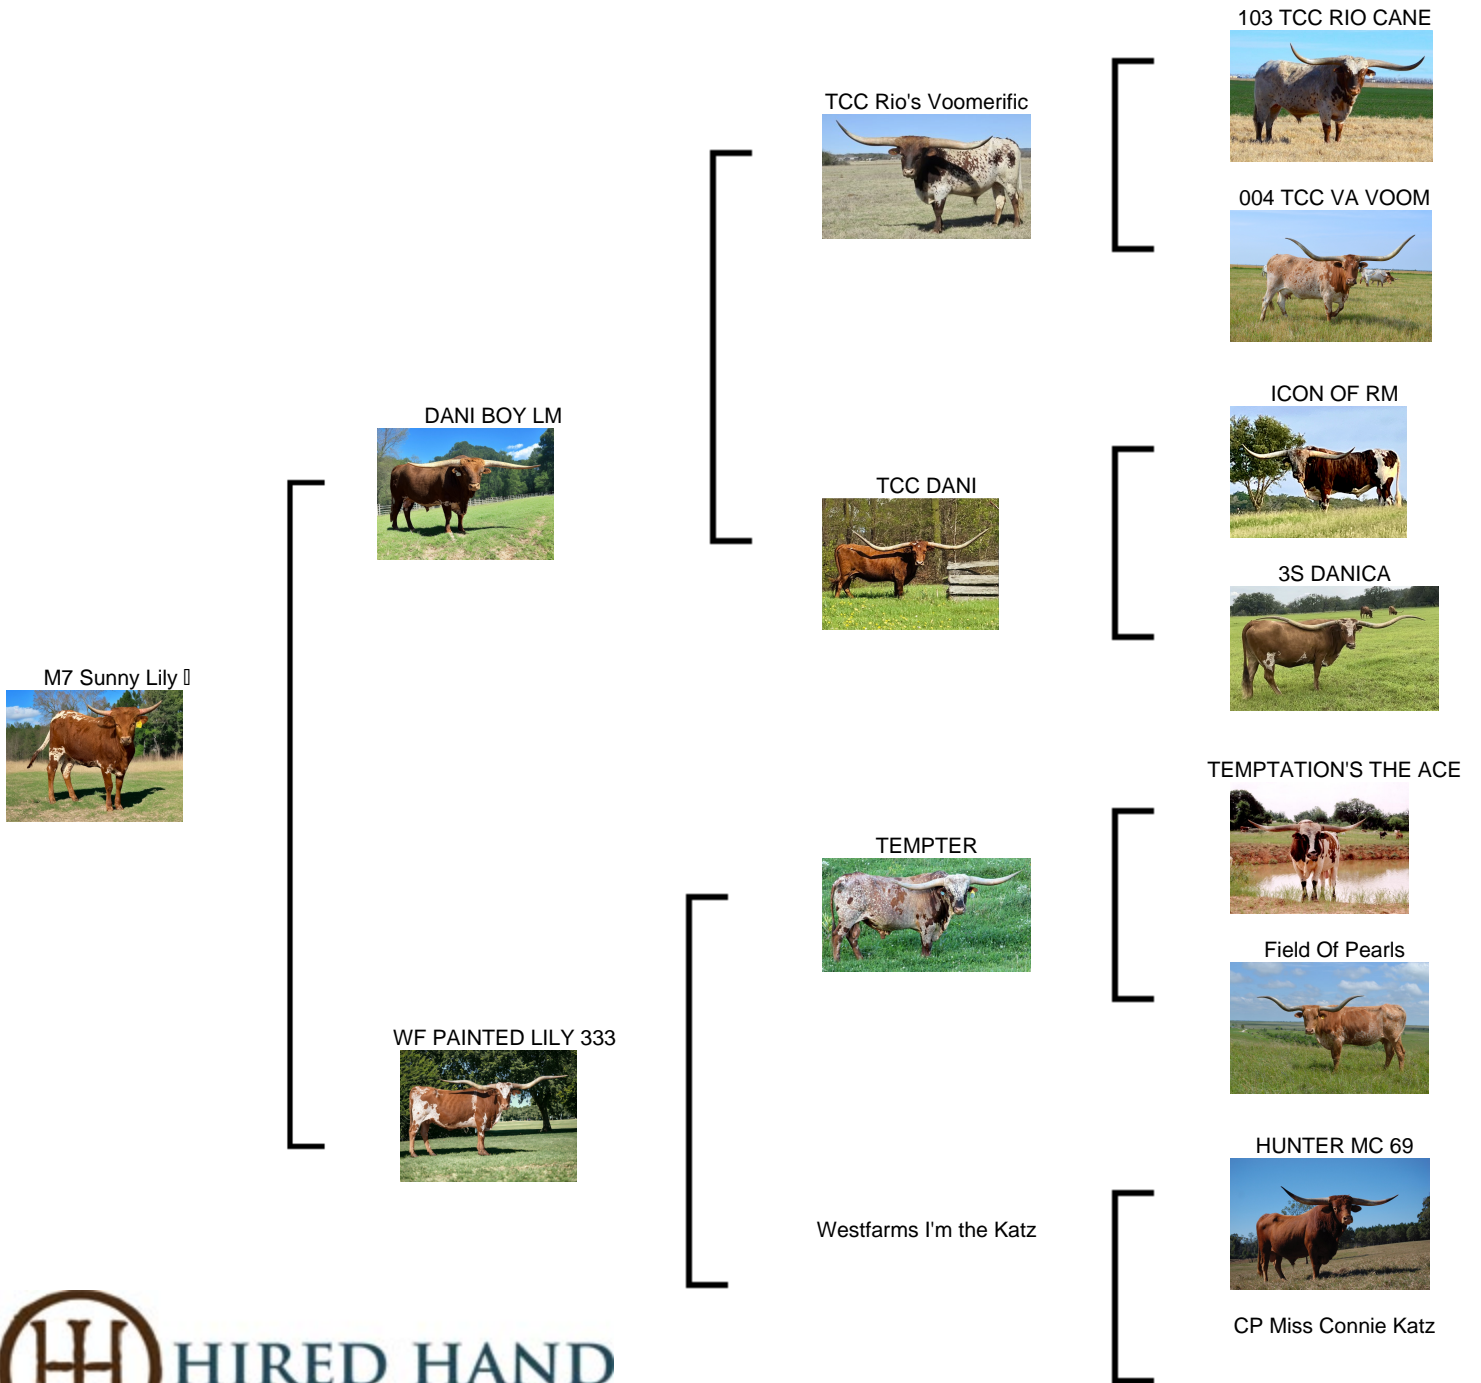 103 TCC RIO CANE
TCC Rio's Voomerific
004 TCC VA VOOM
DANI BOY LM
ICON OF RM
TCC DANI
3S DANICA
M7 Sunny Lily
TEMPTATION'S THE ACE
TEMPTER
Field Of Pearls
WF PAINTED LILY 333
HUNTER MC 69
Westfarms I'm the Katz
CP Miss Connie Katz
HH HIRED HAND